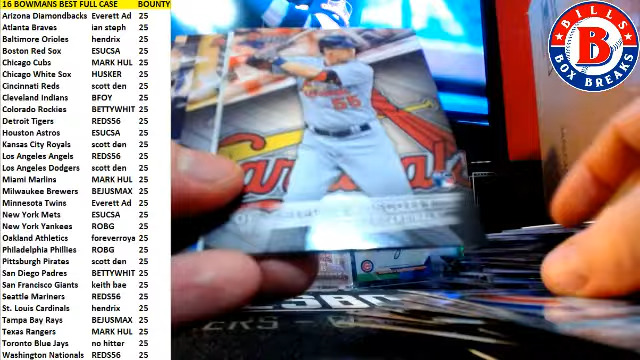 16 BOWMANS BEST FULL CASE BOUNTY
Arizona Diamondbacks Everett Ad 25
Atlanta Braves ian steph 25
Baltimore Orioles hendrix 25
Boston Red Sox ESUCSA 25
Chicago Cubs MARK HUL 25
Chicago White Sox HUSKER 25
Cincinnati Reds scott den 25
Cleveland Indians BFOY 25
Colorado Rockies BETTYWHIT 25
Detroit Tigers REDS56 25
Houston Astros ESUCSA 25
Kansas City Royals scott den 25
Los Angeles Angels REDS56 25
Los Angeles Dodgers scott den 25
Miami Marlins MARK HUL 25
Milwaukee Brewers BEJUSMAX 25
Minnesota Twins Everett Ad 25
New York Mets ESUCSA 25
New York Yankees ROBG 25
Oakland Athletics foreverroya 25
Philadelphia Phillies ROBG 25
Pittsburgh Pirates scott den 25
San Diego Padres BETTYWHIT 25
San Francisco Giants keith bae 25
Seattle Mariners REDS56 25
St. Louis Cardinals hendrix 25
Tampa Bay Rays BEJUSMAX 25
Texas Rangers MARK HUL 25
Toronto Blue Jays no hitter 25
Washington Nationals REDS56 25
BILLS
B
BOX BREAKS
Cardinals